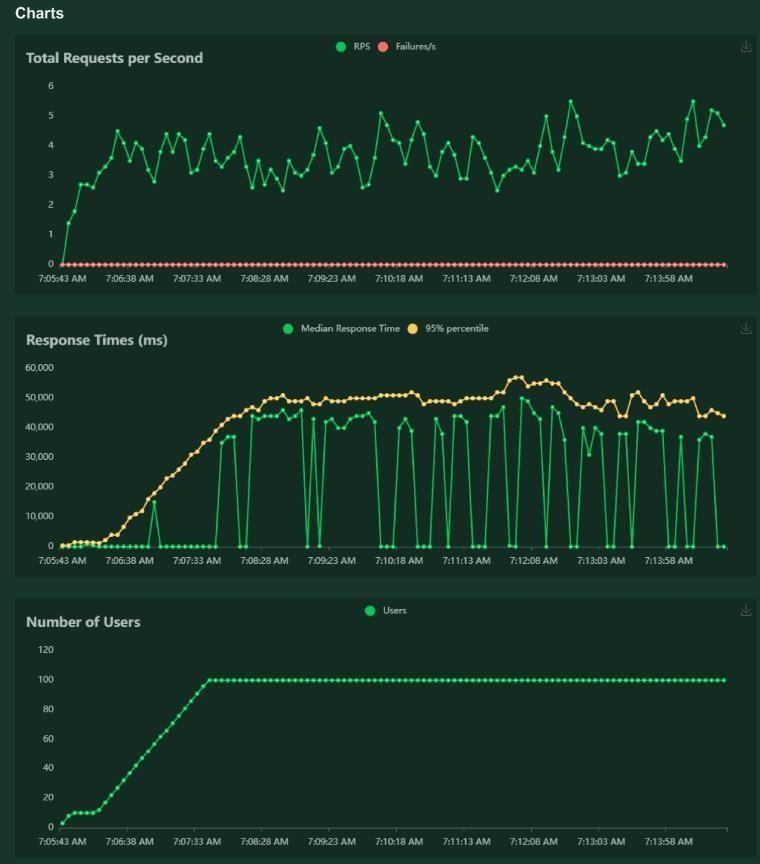 Charts
RPS Failures/s
Total Requests per Second
6
5
4
3
2
1
0
7:05:43 AM 7:06:38 AM 7:07:33 AM 7:08:28 AM 7:09:23 AM 7:10:18 AM 7:11:13 AM 7:12:08 AM 7:13:03 AM 7:13:58 AM
Median Response Time 95% percentile
Response Times (ms)
60,000
50,000
40,000
30,000
20,000
10,000
0
7:05:43 AM 7:06:38 AM 7:07:33 AM 7:08:28 AM 7:09:23 AM 7:10:18 AM 7:11:13 AM 7:12:08 AM 7:13:03 AM 7:13:58 AM
Users
Number of Users
120
100
80
60
40
20
0
7:05:43 AM 7:06:38 AM 7:07:33 AM 7:08:28 AM 7:09:23 AM 7:10:18 AM 7:11:13 AM 7:12:08 AM 7:13:03 AM 7:13:58 AM